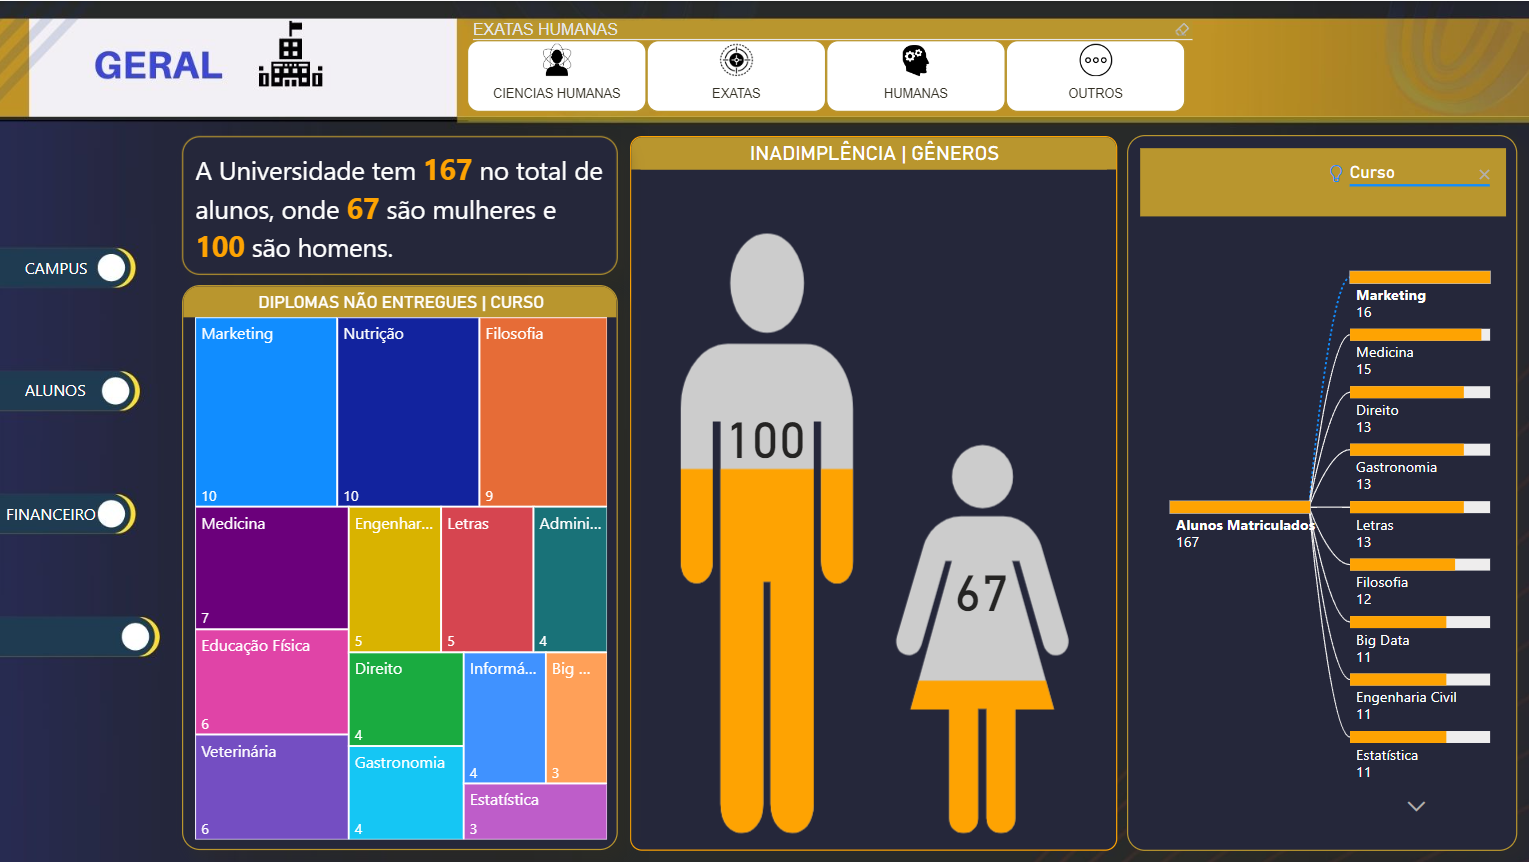 GERAL
EXATAS HUMANAS
CIENCIAS HUMANAS
EXATAS
HUMANAS
OUTROS
CAMPUS
ALUNOS
FINANCEIRO
A Universidade tem 167 no total de
alunos, onde 67 são mulheres e
100 são homens.
DIPLOMAS NÃO ENTREGUES | CURSO
Marketing
10
Nutrição
10
Filosofia
9
Medicina
7
Engenhar...
5
Letras
5
Admini...
4
Educação Física
6
Direito
4
Informá...
4
Big ...
3
Veterinária
6
Gastronomia
4
Estatística
3
INADIMPLÊNCIA | GÊNEROS
100
67
Curso
Alunos Matriculados
167
Marketing
16
Medicina
15
Direito
13
Gastronomia
13
Letras
13
Filosofia
12
Big Data
11
Engenharia Civil
11
Estatística
11